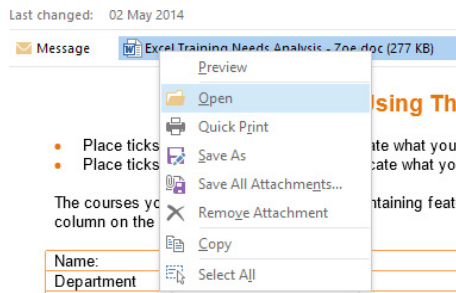 Last changed: 02 May 2014
Message Excel Training Needs Analysis - Zoe.doc (277 KB)
Preview
Open
Using Th
Quick Print
Place ticks ate what you
Save As
Place ticks cate what yo
Save All Attachments...
Remove Attachment
The courses yo ntaining feat
column on the
Copy
Name:
Select All
Department